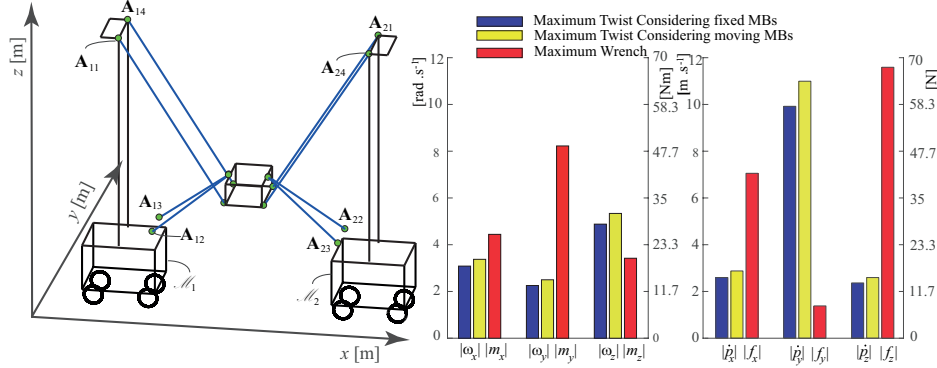 A14
A11
z [m]
A21
A24
y [m]
A13
A12
A22
A23
ℳ1
ℳ2
x [m]
Maximum Twist Considering fixed MBs
Maximum Twist Considering moving MBs
Maximum Wrench
[rad .s⁻¹]
12
10
8
6
4
2
0
[Nm]
70
58.3
47.7
35
23.3
11.7
0
|ωx| |mx|
|ωy| |my|
|ωz| |mz|
[m .s⁻¹]
12
10
8
6
4
2
0
[N]
70
58.3
47.7
35
23.3
11.7
0
|ṗx| |fx|
|ṗy| |fy|
|ṗz| |fz|